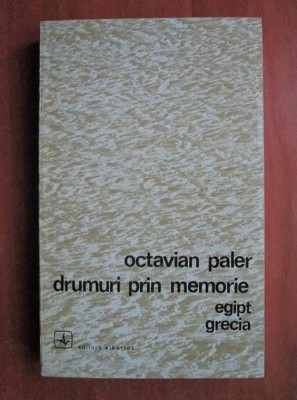 octavian paler
drumuri prin memorie
egipt
grecia
editura albatros